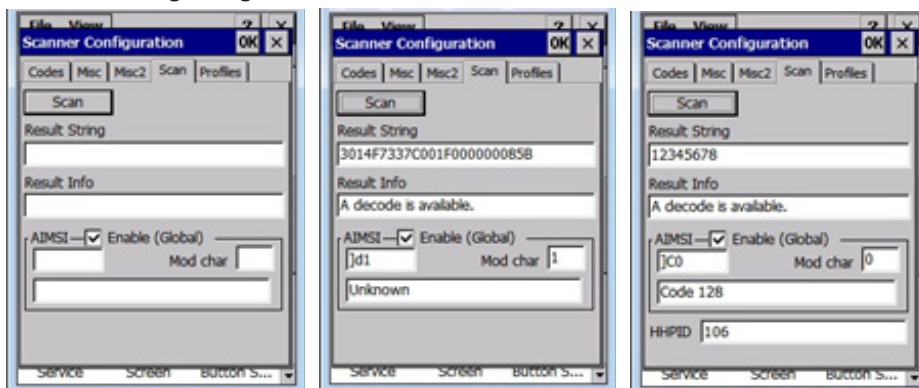 File View ? ×
Scanner Configuration OK ×
Codes Misc Misc2 Scan Profiles
Scan
Result String
Result Info
AIMSI Enable (Global)
Mod char
File View ? ×
Scanner Configuration OK ×
Codes Misc Misc2 Scan Profiles
Scan
Result String
3014F7337C001F000000085B
Result Info
A decode is available.
AIMSI Enable (Global)
]d1 Mod char 1
Unknown
Service Screen Button S...
File View ? ×
Scanner Configuration OK ×
Codes Misc Misc2 Scan Profiles
Scan
Result String
12345678
Result Info
A decode is available.
AIMSI Enable (Global)
]C0 Mod char 0
Code 128
HHPID 106
Service Screen Button S...